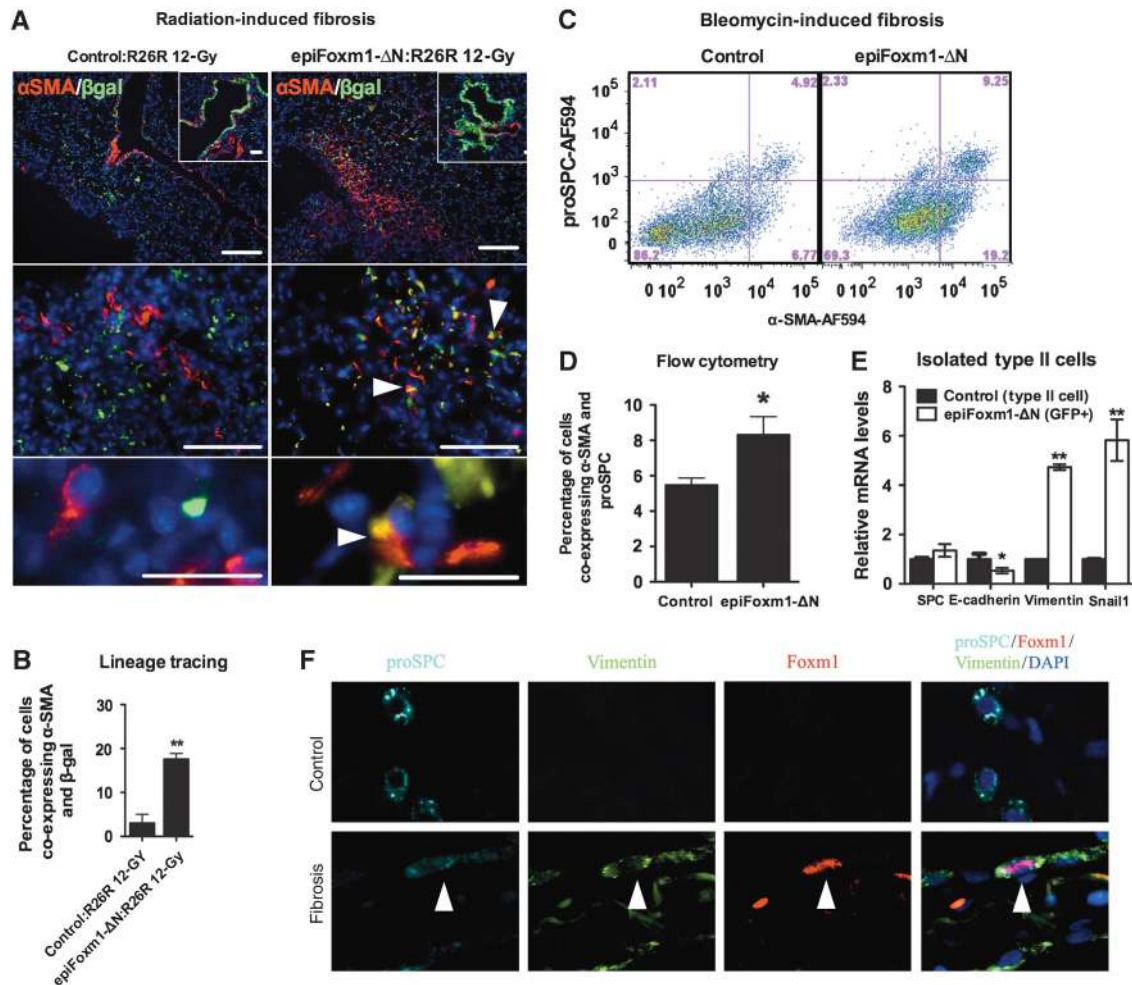 A
Radiation-induced fibrosis
Control:R26R 12-Gy
epiFoxm1-ΔN:R26R 12-Gy
αSMA/βgal
αSMA/βgal
B
Lineage tracing
Percentage of cells
co-expressing α-SMA
and β-gal
30
20
10
0
**
Control:R26R 12-GY
epiFoxm1-ΔN:R26R 12-Gy
C
Bleomycin-induced fibrosis
Control
epiFoxm1-ΔN
proSPC-AF594
10⁵
10⁴
10³
10²
0
2.11
4.92
86.2
6.77
2.33
9.25
69.3
19.2
0 10² 10³ 10⁴ 10⁵
0 10² 10³ 10⁴ 10⁵
α-SMA-AF594
D
Flow cytometry
Percentage of cells
co-expressing α-SMA and
proSPC
10
8
6
4
2
0
*
Control epiFoxm1-ΔN
E
Isolated type II cells
Relative mRNA levels
8
6
4
2
0
Control (type II cell)
epiFoxm1-ΔN (GFP+)
*
**
**
SPC E-cadherin Vimentin Snail1
F
proSPC
Vimentin
Foxm1
proSPC/Foxm1/
Vimentin/DAPI
Control
Fibrosis